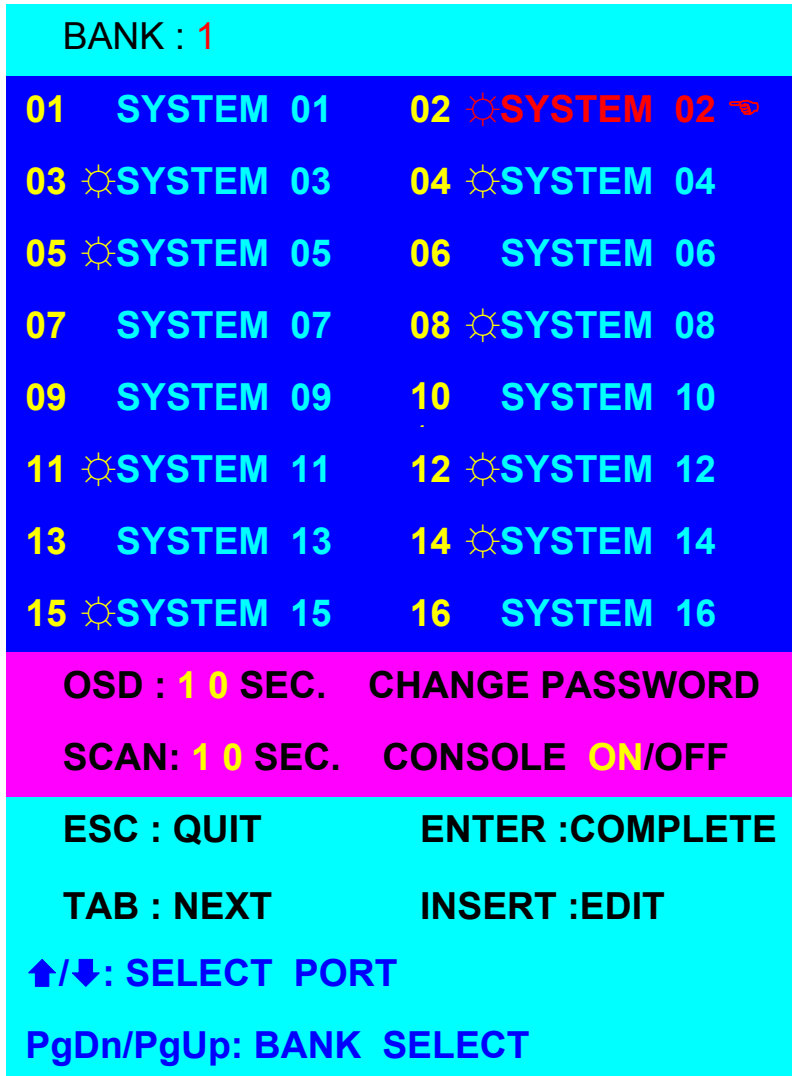 BANK : 1
01 SYSTEM 01 02 ☼SYSTEM 02 ☜
03 ☼SYSTEM 03 04 ☼SYSTEM 04
05 ☼SYSTEM 05 06 SYSTEM 06
07 SYSTEM 07 08 ☼SYSTEM 08
09 SYSTEM 09 10 SYSTEM 10
11 ☼SYSTEM 11 12 ☼SYSTEM 12
13 SYSTEM 13 14 ☼SYSTEM 14
15 ☼SYSTEM 15 16 SYSTEM 16
OSD : 1 0 SEC. CHANGE PASSWORD
SCAN: 1 0 SEC. CONSOLE ON/OFF
ESC : QUIT ENTER :COMPLETE
TAB : NEXT INSERT :EDIT
⬆/⬇: SELECT PORT
PgDn/PgUp: BANK SELECT